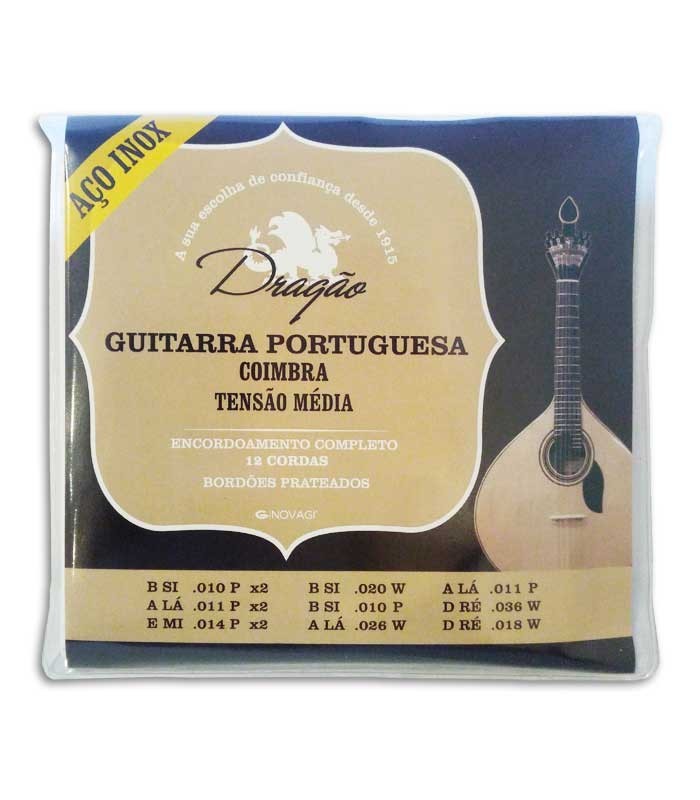 AÇO INOX
A sua escolha de confiança desde 1915
Dragão
GUITARRA PORTUGUESA
COIMBRA
TENSÃO MÉDIA
ENCORDOAMENTO COMPLETO
12 CORDAS
BORDÕES PRATEADOS
G-NOVAGI
B SI .010 P x2 B SI .020 W A LÁ .011 P
A LÁ .011 P x2 B SI .010 P D RÉ .036 W
E MI .014 P x2 A LÁ .026 W D RÉ .018 W